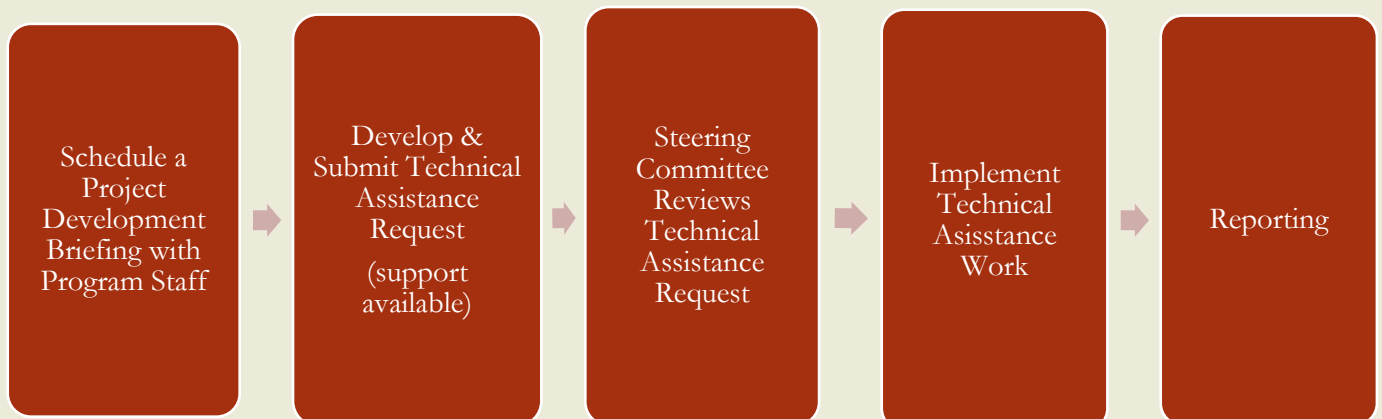 Schedule a
Project
Development
Briefing with
Program Staff
Develop &
Submit Technical
Assistance
Request
(support
available)
Steering
Committee
Reviews
Technical
Assistance
Request
Implement
Technical
Asisstance
Work
Reporting